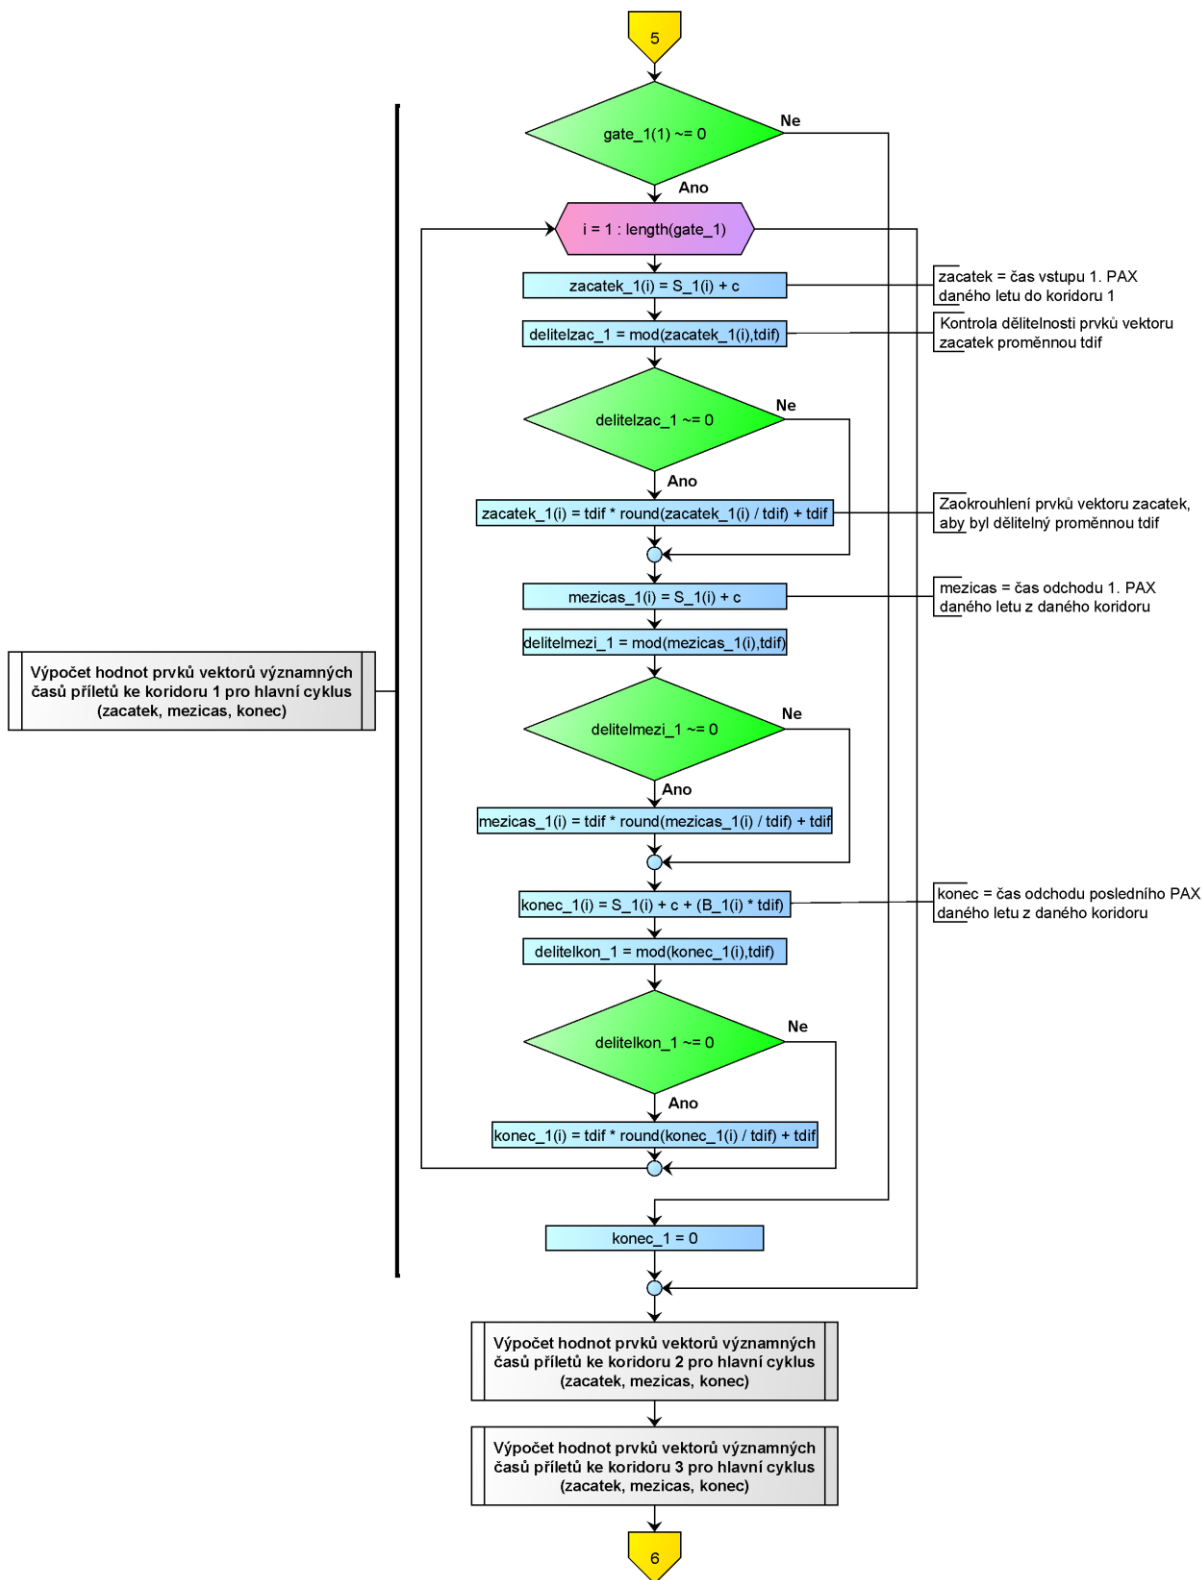 5
gate_1(1) ~= 0
Ne
Ano
i = 1 : length(gate_1)
zacatek_1(i) = S_1(i) + c
zacatek = čas vstupu 1. PAX
daného letu do koridoru 1
delitelzac_1 = mod(zacatek_1(i),tdif)
Kontrola dělitelnosti prvků vektoru
zacatek proměnnou tdif
delitelzac_1 ~= 0
Ne
Ano
zacatek_1(i) = tdif * round(zacatek_1(i) / tdif) + tdif
Zaokrouhlení prvků vektoru zacatek,
aby byl dělitelný proměnnou tdif
mezicas_1(i) = S_1(i) + c
mezicas = čas odchodu 1. PAX
daného letu z daného koridoru
delitelmezi_1 = mod(mezicas_1(i),tdif)
Výpočet hodnot prvků vektorů významných
časů příletů ke koridoru 1 pro hlavní cyklus
(zacatek, mezicas, konec)
delitelmezi_1 ~= 0
Ne
Ano
mezicas_1(i) = tdif * round(mezicas_1(i) / tdif) + tdif
konec_1(i) = S_1(i) + c + (B_1(i) * tdif)
konec = čas odchodu posledního PAX
daného letu z daného koridoru
delitelkon_1 = mod(konec_1(i),tdif)
delitelkon_1 ~= 0
Ne
Ano
konec_1(i) = tdif * round(konec_1(i) / tdif) + tdif
konec_1 = 0
Výpočet hodnot prvků vektorů významných
časů příletů ke koridoru 2 pro hlavní cyklus
(zacatek, mezicas, konec)
Výpočet hodnot prvků vektorů významných
časů příletů ke koridoru 3 pro hlavní cyklus
(zacatek, mezicas, konec)
6